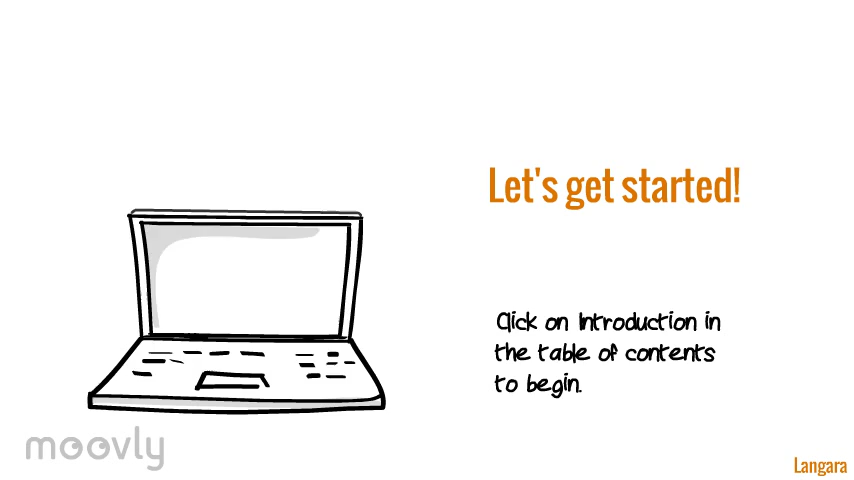 Let's get started!
Click on Introduction in
the table of contents
to begin.
moovly
Langara